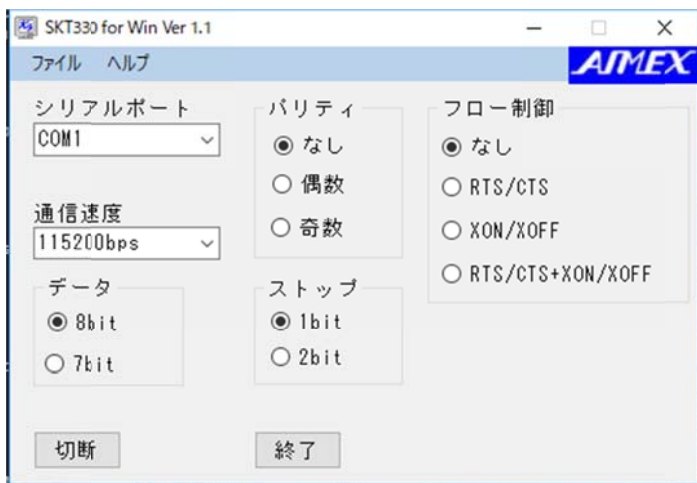 SKT330 for Win Ver 1.1
ファイル ヘルプ
AIMEX
シリアルポート
COM1
通信速度
115200bps
データ
8bit
7bit
パリティ
なし
偶数
奇数
ストップ
1bit
2bit
フロー制御
なし
RTS/CTS
XON/XOFF
RTS/CTS+XON/XOFF
切断
終了